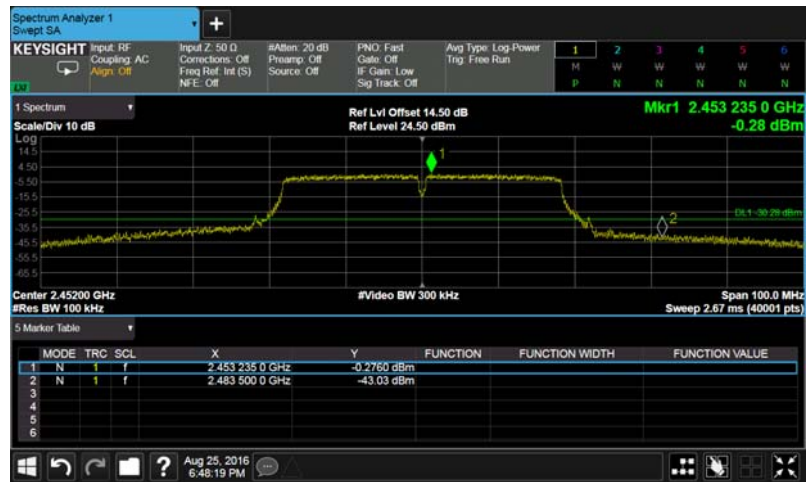 Spectrum Analyzer 1
Swept SA
+
KEYSIGHT Input: RF Input Z: 50 Ω #Atten: 20 dB PNO: Fast Avg Type: Log-Power 1 2 3 4 5 6
Coupling: AC Corrections: Off Preamp: Off Gate: Off Trig: Free Run M W W W W W
Align: Off Freq Ref: Int (S) Source: Off IF Gain: Low P N N N N N
LXI NFE: Off Sig Track: Off
1 Spectrum Ref Lvl Offset 14.50 dB Mkr1 2.453 235 0 GHz
Scale/Div 10 dB Ref Level 24.50 dBm -0.28 dBm
Log
14.5
4.50
-5.50
-15.5
-25.5
-35.5
-45.5
-55.5
-65.5
1
2
DL1 -30.28 dBm
Center 2.45200 GHz #Video BW 300 kHz Span 100.0 MHz
#Res BW 100 kHz Sweep 2.67 ms (40001 pts)
5 Marker Table
MODE TRC SCL X Y FUNCTION FUNCTION WIDTH FUNCTION VALUE
1 N 1 f 2.453 235 0 GHz -0.2760 dBm
2 N 1 f 2.483 500 0 GHz -43.03 dBm
3
4
5
6
? Aug 25, 2016
6:48:19 PM